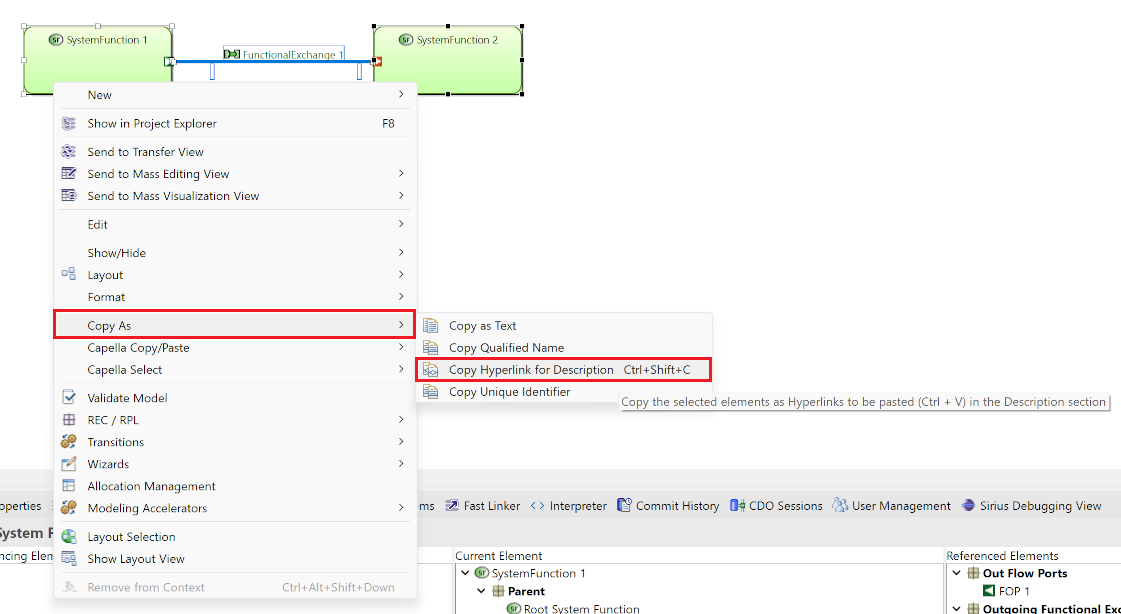 SystemFunction 1
SystemFunction 2
FunctionalExchange 1
New
Show in Project Explorer F8
Send to Transfer View
Send to Mass Editing View
Send to Mass Visualization View
Edit
Show/Hide
Layout
Format
Copy As
Capella Copy/Paste
Capella Select
Validate Model
REC / RPL
Transitions
Wizards
Allocation Management
Modeling Accelerators
Layout Selection
Show Layout View
Remove from Context Ctrl+Alt+Shift+Down
Copy as Text
Copy Qualified Name
Copy Hyperlink for Description Ctrl+Shift+C
Copy Unique Identifier
Copy the selected elements as Hyperlinks to be pasted (Ctrl + V) in the Description section
operties
ms Fast Linker Interpreter Commit History CDO Sessions User Management Sirius Debugging View
System F
ncing Elem Current Element Referenced Elements
SystemFunction 1 Out Flow Ports
Parent FOP 1
Root System Function Outgoing Functional Exc